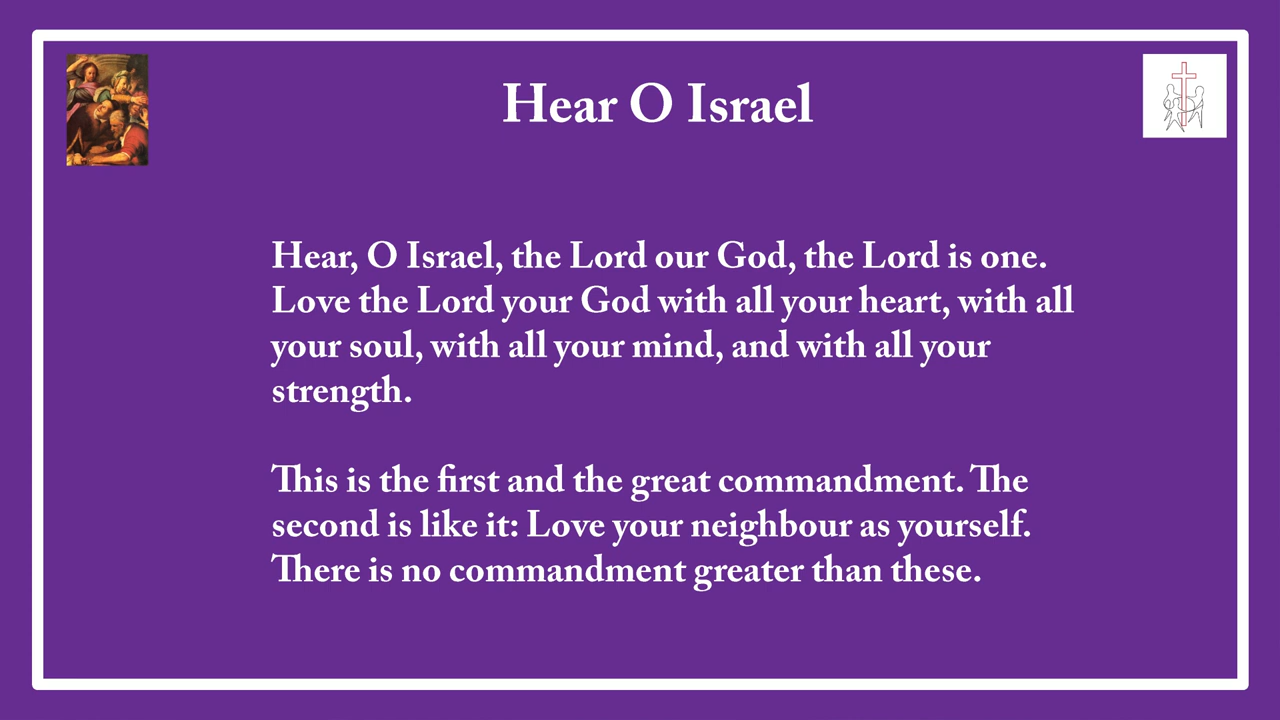 Hear O Israel
Hear, O Israel, the Lord our God, the Lord is one.
Love the Lord your God with all your heart, with all
your soul, with all your mind, and with all your
strength.
This is the first and the great commandment. The
second is like it: Love your neighbour as yourself.
There is no commandment greater than these.